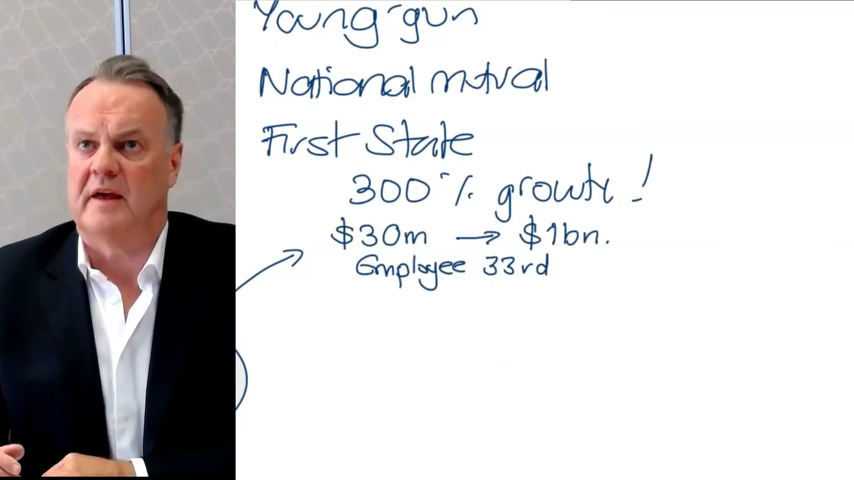 Young-gun
National mutual
First State
300% growth!
$30m → $1bn.
Employee 33rd